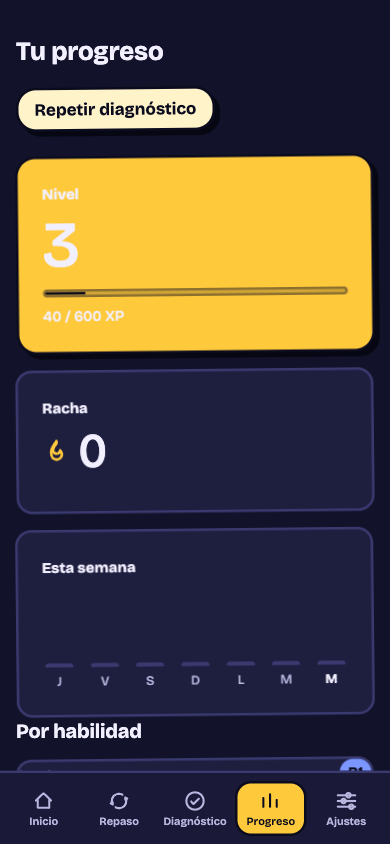 Tu progreso
Repetir diagnóstico
Nivel
3
40 / 600 XP
Racha
0
Esta semana
J V S D L M M
Por habilidad
Inicio Repaso Diagnóstico Progreso Ajustes